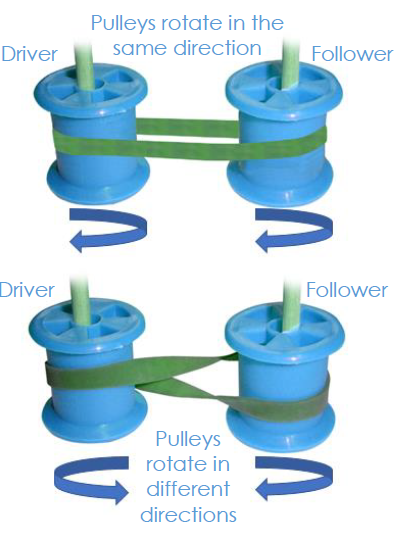 Pulleys rotate in the
same direction
Driver
Follower
Driver
Follower
Pulleys
rotate in
different
directions